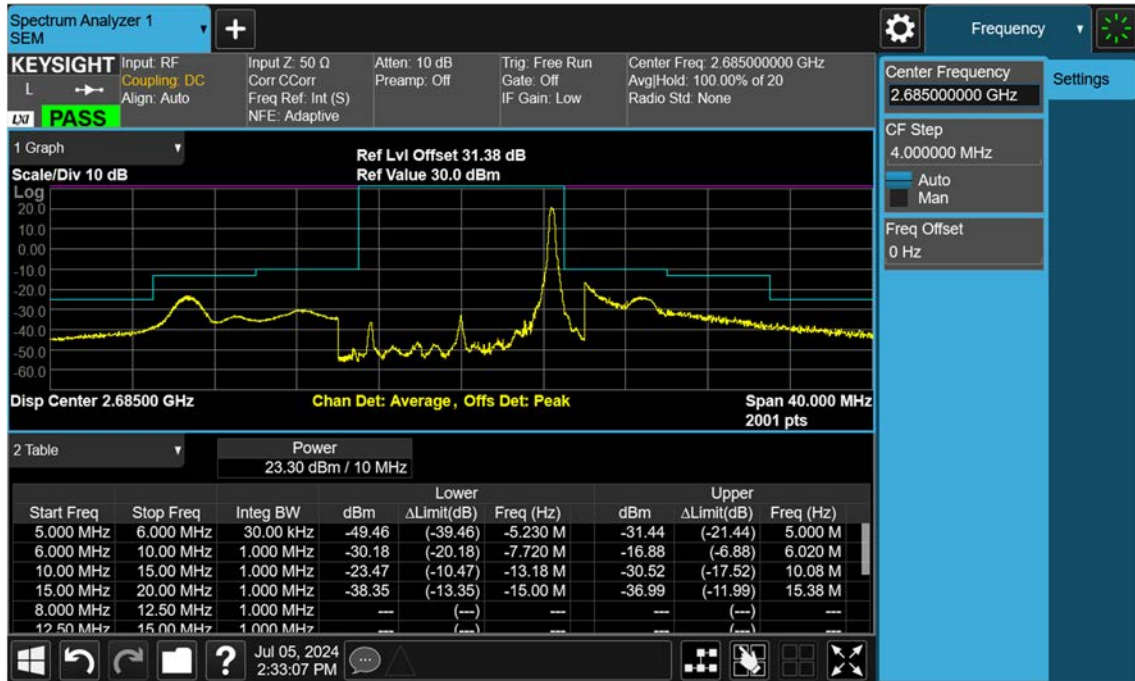 Spectrum Analyzer 1
SEM
Frequency
KEYSIGHT
L
LXI
PASS
Input: RF
Coupling: DC
Align: Auto
Input Z: 50 Ω
Corr CCorr
Freq Ref: Int (S)
NFE: Adaptive
Atten: 10 dB
Preamp: Off
Trig: Free Run
Gate: Off
IF Gain: Low
Center Freq: 2.685000000 GHz
Avg|Hold: 100.00% of 20
Radio Std: None
Center Frequency
2.685000000 GHz
Settings
CF Step
4.000000 MHz
Auto
Man
Freq Offset
0 Hz
1 Graph
Scale/Div 10 dB
Ref Lvl Offset 31.38 dB
Ref Value 30.0 dBm
Log
20.0
10.0
0.00
-10.0
-20.0
-30.0
-40.0
-50.0
-60.0
Disp Center 2.68500 GHz
Chan Det: Average, Offs Det: Peak
Span 40.000 MHz
2001 pts
2 Table
Power
23.30 dBm / 10 MHz
Lower Upper
Start Freq Stop Freq Integ BW dBm ΔLimit(dB) Freq (Hz) dBm ΔLimit(dB) Freq (Hz)
5.000 MHz 6.000 MHz 30.00 kHz -49.46 (-39.46) -5.230 M -31.44 (-21.44) 5.000 M
6.000 MHz 10.00 MHz 1.000 MHz -30.18 (-20.18) -7.720 M -16.88 (-6.88) 6.020 M
10.00 MHz 15.00 MHz 1.000 MHz -23.47 (-10.47) -13.18 M -30.52 (-17.52) 10.08 M
15.00 MHz 20.00 MHz 1.000 MHz -38.35 (-13.35) -15.00 M -36.99 (-11.99) 15.38 M
8.000 MHz 12.50 MHz 1.000 MHz --- (---) --- (---)
12.50 MHz 15.00 MHz 1.000 MHz --- (---) --- (---)
Jul 05, 2024
2:33:07 PM